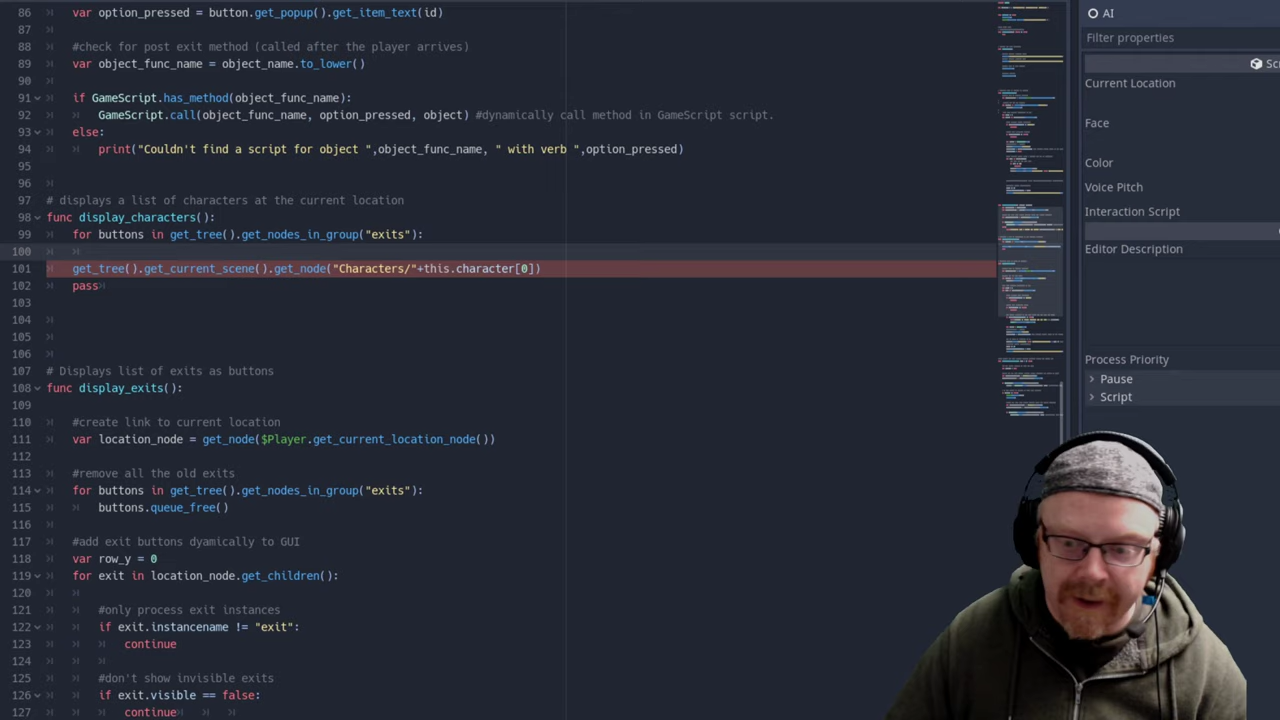 86 var option_pressed = button.get_popup().get_item_text(id)
87
88 #check for post exit method (called after the player arrives)
89 var object_func_name = object_name.to_lower()
90
91 if GameScript.has_method(object_func_name):
92 GameScript.call(object_func_name, option_pressed, object) #dynamically call method in GameScript script.
93 else:
94 print("Couldn't find a script for object ",object_func_name, " with verb ",option_pressed)
95
96
97 # displays a list of characters at the current location
98 func display_characters():
99 for buttons in get_tree().get_nodes_in_group("exits"):
100
101 get_tree().get_current_scene().get_node("Characters/"+this.character[0])
102 pass
103
104
105
106
107 # Displays list of exits as buttons
108 func display_exits():
109
110 #create link to current location
111 var location_node = get_node($Player.get_current_location_node())
112
113 #remove all the old exits
114 for buttons in get_tree().get_nodes_in_group("exits"):
115 buttons.queue_free()
116
117 #add exit buttons dyamically to GUI
118 var row_y = 0
119 for exit in location_node.get_children():
120
121 #only process exit instances
122 if exit.instancename != "exit":
123 continue
124
125 #don't show invisible exits
126 if exit.visible == false:
127 continue
AI
Filter properties
Current Location
Face
Voice Pitch
Interaction Script
Editor Description
Process Priority
Pause
Script